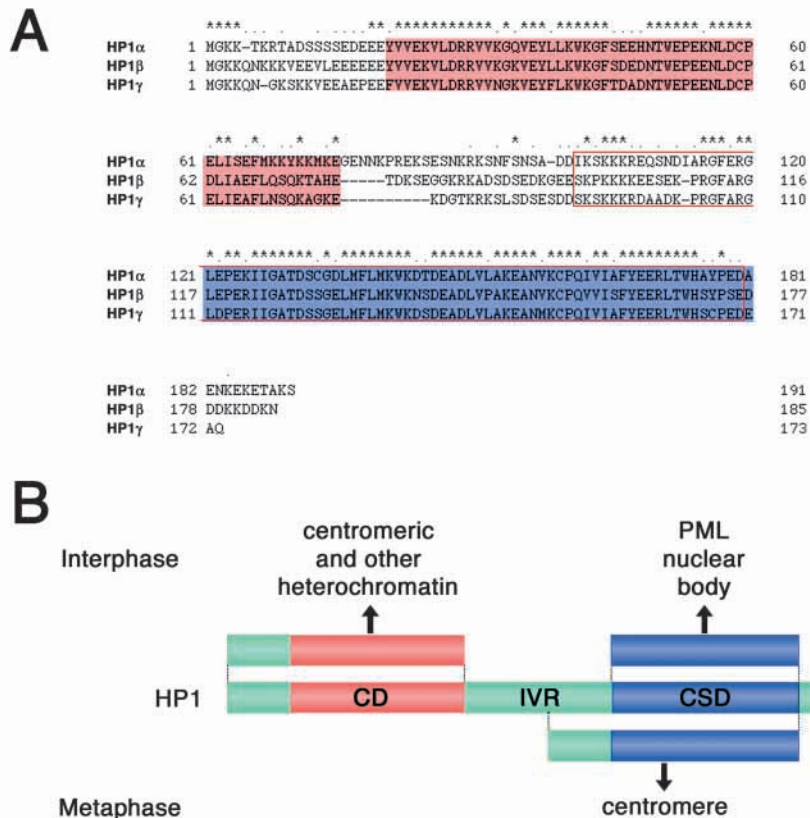 A
HP1α 1 MGKK-TKRTADSSSSEDEEEYVVEKVLDRRVVKGQVEYLLKWKGFSEEHNTWEPEKNLDCP 60
HP1β 1 MGKKQNKKKVEEVLEEEEEEYVVEKVLDRRVVKGKVEYLLKWKGFSDEDNTWEPEENLDCP 61
HP1γ 1 MGKKQN-GKSKKVEEAEPEEFVVEKVLDRRVVNGKVEYFLKWKGFTDADNTWEPEENLDCP 60
HP1α 61 ELISEFMKKYKKMKEGENNKPREKSESNKRKSNFSNSA-DDIKSKKKREQSNDIARGFERG 120
HP1β 62 DLIAEFLQSQKTAHE-----TDKSEGGKRKADSDSEDKGEESKPKKKKEESEK-PRGFARG 116
HP1γ 61 ELIEAFLNSQKAGKE----------KDGTKRKSLSDSESDDSKSKKKRDAADK-PRGFARG 110
HP1α 121 LEPEKIIGATDSCGDLMFLMKWKDTDEADLVLAKEANVKCPQIVIAFYEERLTWHAYPEDA 181
HP1β 117 LEPERIIGATDSSGELMFLMKWKNSDEADLVPAKEANVKCPQVVISFYEERLTWHSYPSED 177
HP1γ 111 LDPERIIGATDSSGELMFLMKWKDSDEADLVLAKEANMKCPQIVIAFYEERLTWHSCPEDE 171
HP1α 182 ENKEKETAKS 191
HP1β 178 DDKKDDKN 185
HP1γ 172 AQ 173
B
Interphase
centromeric
and other
heterochromatin
PML
nuclear
body
HP1 CD IVR CSD
Metaphase
centromere